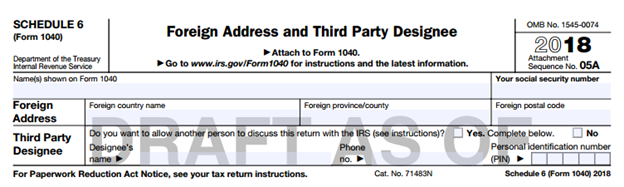 SCHEDULE 6
(Form 1040)
Department of the Treasury
Internal Revenue Service
Foreign Address and Third Party Designee
▶ Attach to Form 1040.
▶ Go to www.irs.gov/Form1040 for instructions and the latest information.
OMB No. 1545-0074
2018
Attachment
Sequence No. 05A
Name(s) shown on Form 1040
Your social security number
Foreign
Address
Foreign country name
Foreign province/county
Foreign postal code
Third Party
Designee
Do you want to allow another person to discuss this return with the IRS (see instructions)? Yes. Complete below. No
Designee's
name ▶
Phone
no. ▶
Personal identification number
(PIN) ▶
DRAFT AS OF
For Paperwork Reduction Act Notice, see your tax return instructions.
Cat. No. 71483N
Schedule 6 (Form 1040) 2018